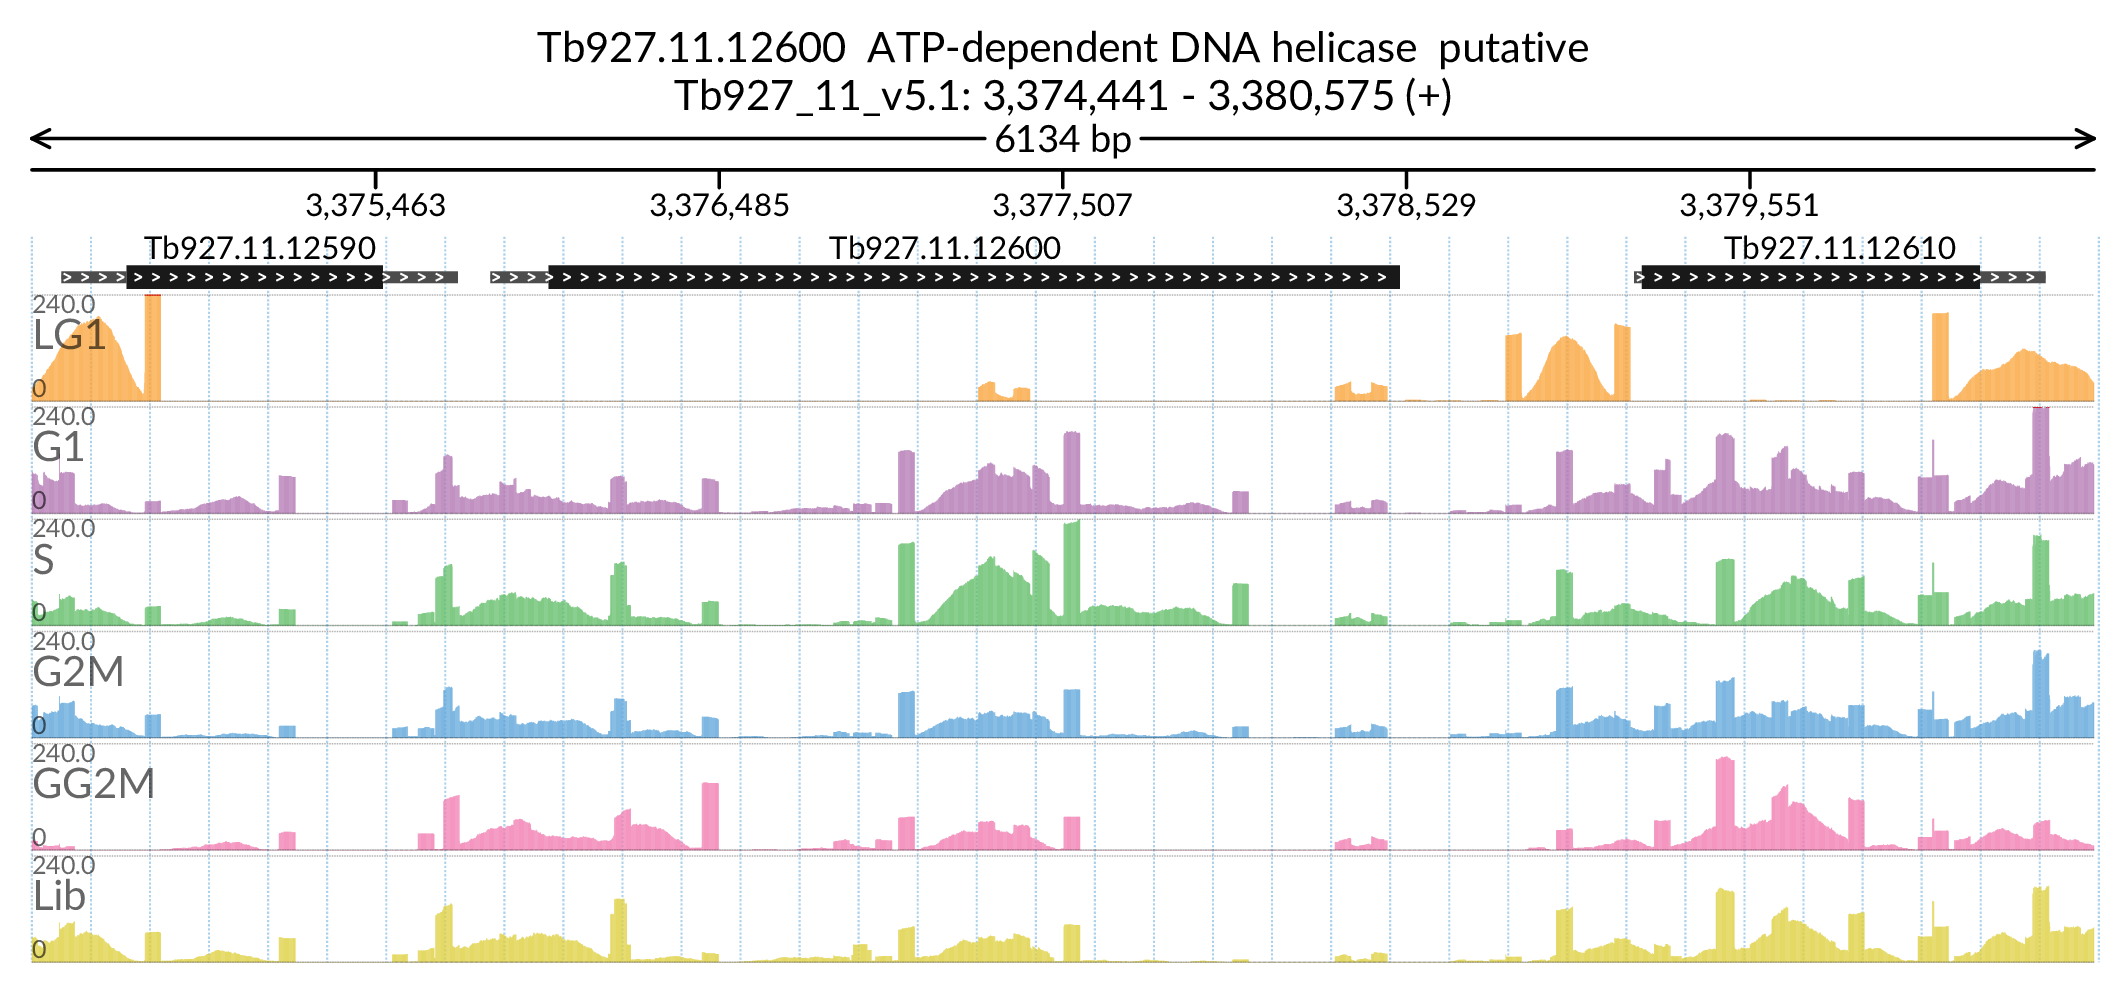 Tb927.11.12600  ATP-dependent DNA helicase  putative
Tb927_11_v5.1: 3,374,441 - 3,380,575 (+)
6134 bp
3,375,463 3,376,485 3,377,507 3,378,529 3,379,551
Tb927.11.12590 Tb927.11.12600 Tb927.11.12610
240.0
LG1
0
240.0
G1
0
240.0
S
0
240.0
G2M
0
240.0
GG2M
0
240.0
Lib
0